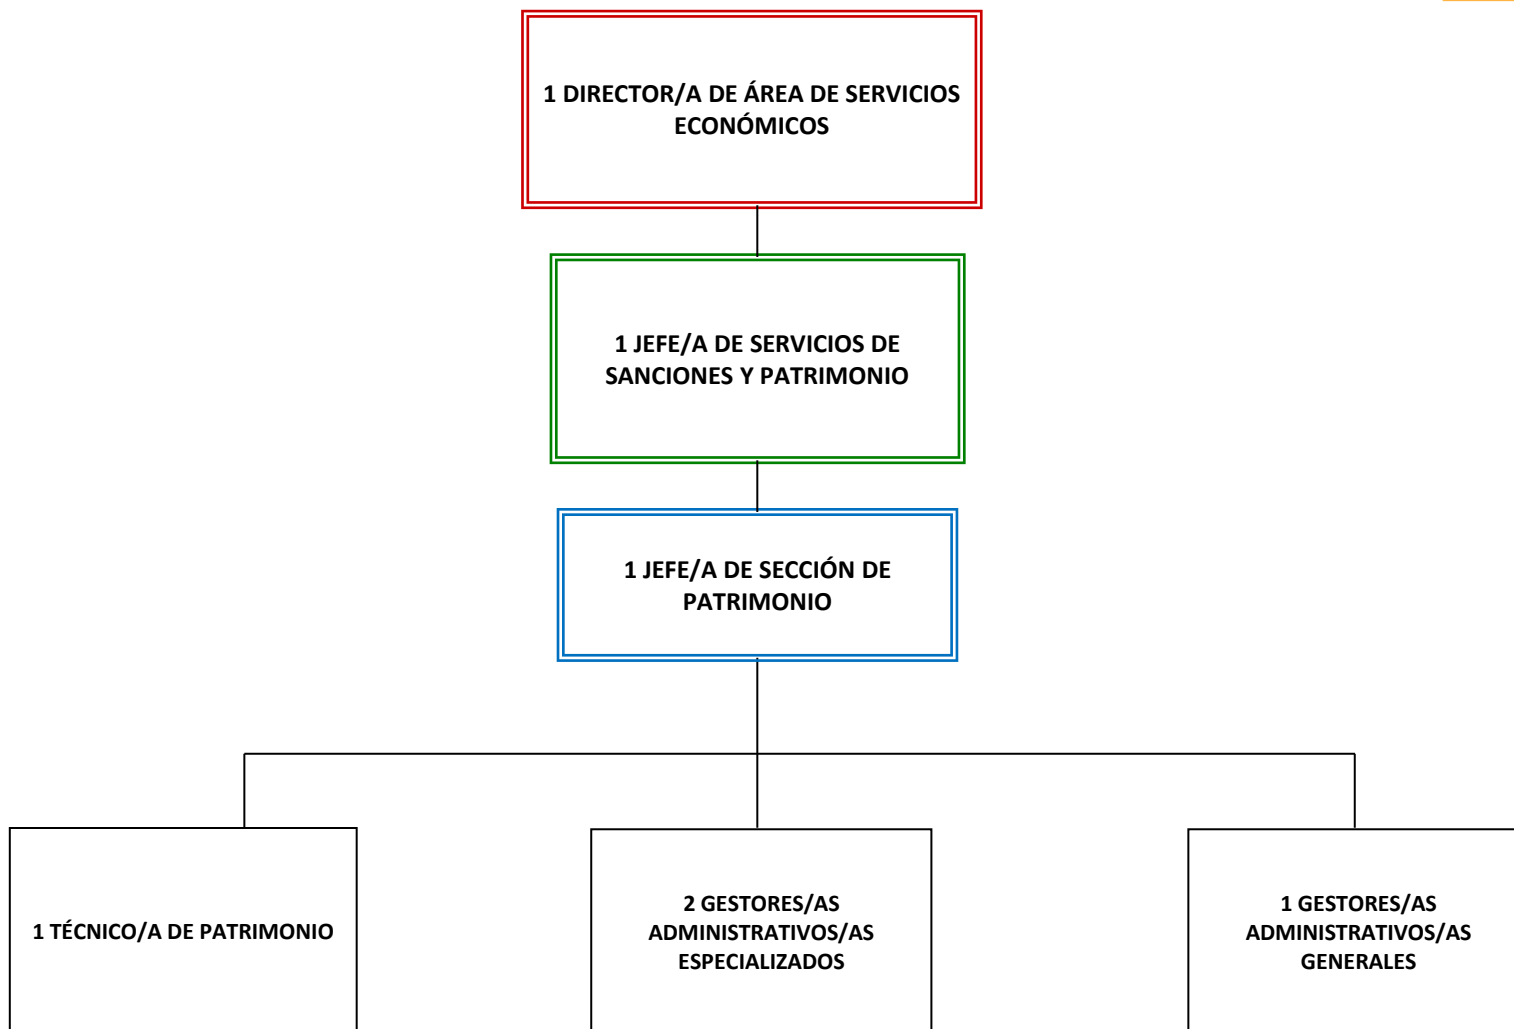 1 DIRECTOR/A DE ÁREA DE SERVICIOS
ECONÓMICOS
1 JEFE/A DE SERVICIOS DE
SANCIONES Y PATRIMONIO
1 JEFE/A DE SECCIÓN DE
PATRIMONIO
1 TÉCNICO/A DE PATRIMONIO
2 GESTORES/AS
ADMINISTRATIVOS/AS
ESPECIALIZADOS
1 GESTORES/AS
ADMINISTRATIVOS/AS
GENERALES